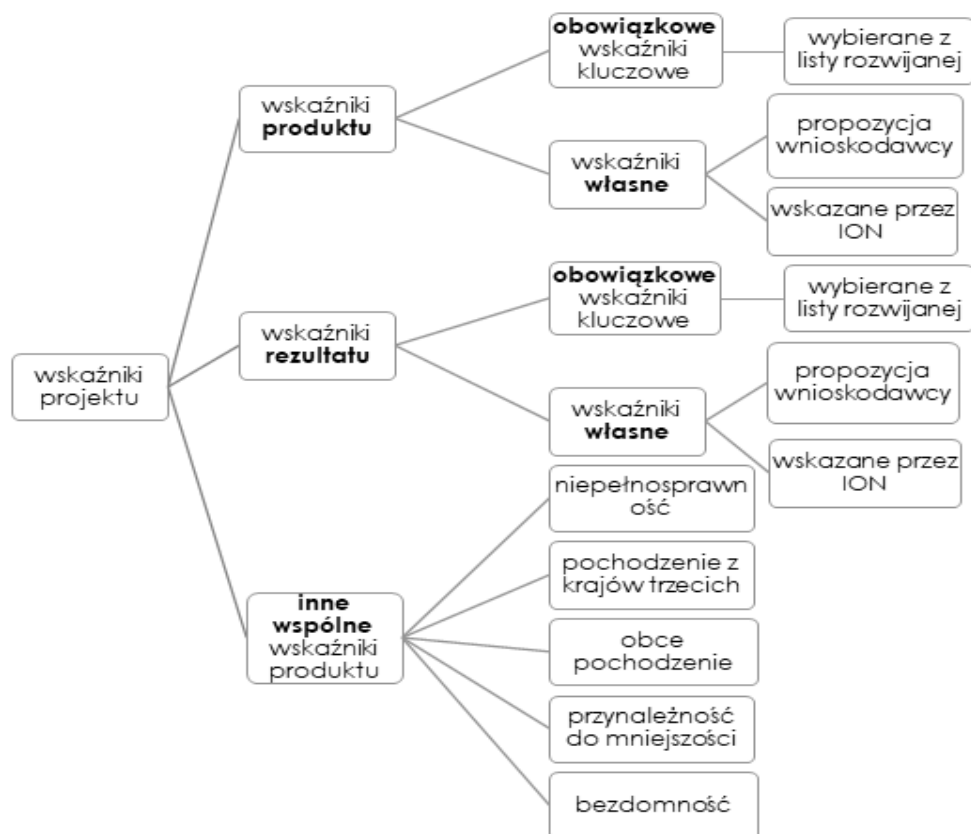 obowiązkowe
wskaźniki
kluczowe
wybierane z
listy rozwijanej
wskaźniki
produktu
propozycja
wnioskodawcy
wskaźniki
własne
wskazane przez
ION
obowiązkowe
wskaźniki
kluczowe
wybierane z
listy rozwijanej
wskaźniki
rezultatu
wskaźniki
projektu
propozycja
wnioskodawcy
wskaźniki
własne
wskazane przez
ION
niepełnosprawn
ość
pochodzenie z
krajów trzecich
inne
wspólne
wskaźniki
produktu
obce
pochodzenie
przynależność
do mniejszości
bezdomność